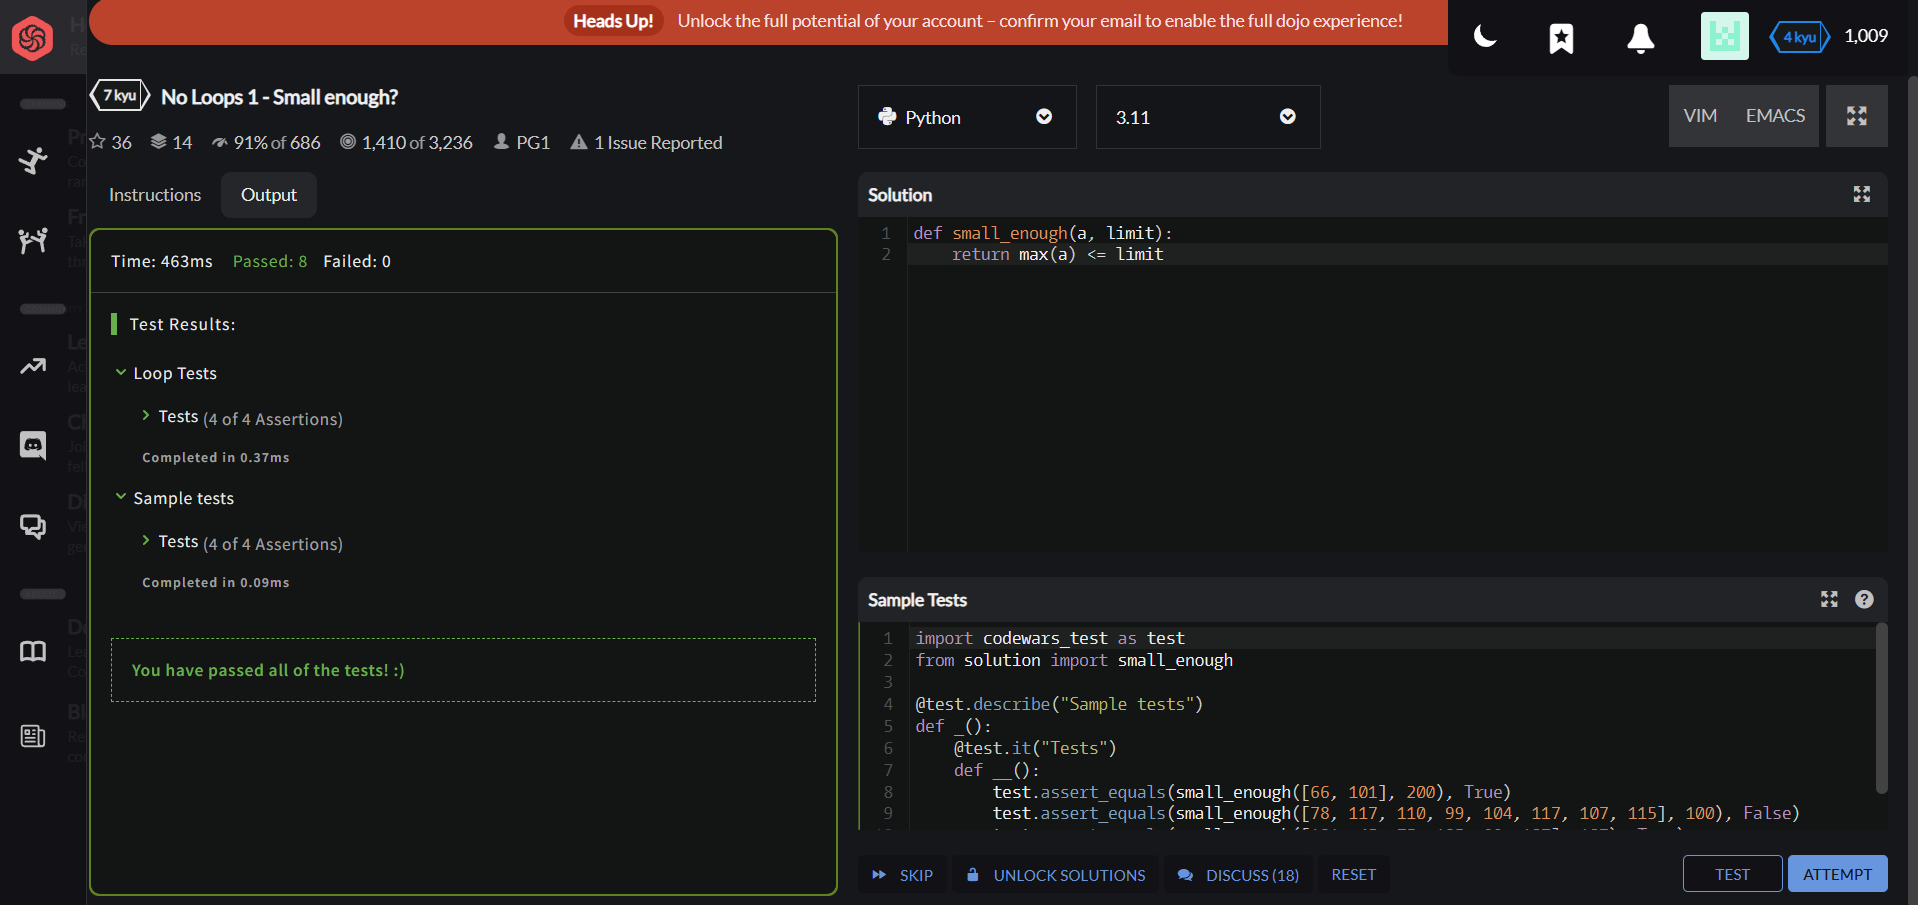 Heads Up! Unlock the full potential of your account – confirm your email to enable the full dojo experience!
4 kyu 1,009
7 kyu No Loops 1 - Small enough?
36 14 91% of 686 1,410 of 3,236 PG1 1 Issue Reported
Instructions Output
Time: 463ms Passed: 8 Failed: 0
Test Results:
Loop Tests
Tests (4 of 4 Assertions)
Completed in 0.37ms
Sample tests
Tests (4 of 4 Assertions)
Completed in 0.09ms
You have passed all of the tests! :)
Python 3.11 VIM EMACS
Solution
1 def small_enough(a, limit):
2 return max(a) <= limit
Sample Tests
1 import codewars_test as test
2 from solution import small_enough
3
4 @test.describe("Sample tests")
5 def _():
6 @test.it("Tests")
7 def __():
8 test.assert_equals(small_enough([66, 101], 200), True)
9 test.assert_equals(small_enough([78, 117, 110, 99, 104, 117, 107, 115], 100), False)
SKIP UNLOCK SOLUTIONS DISCUSS (18) RESET TEST ATTEMPT